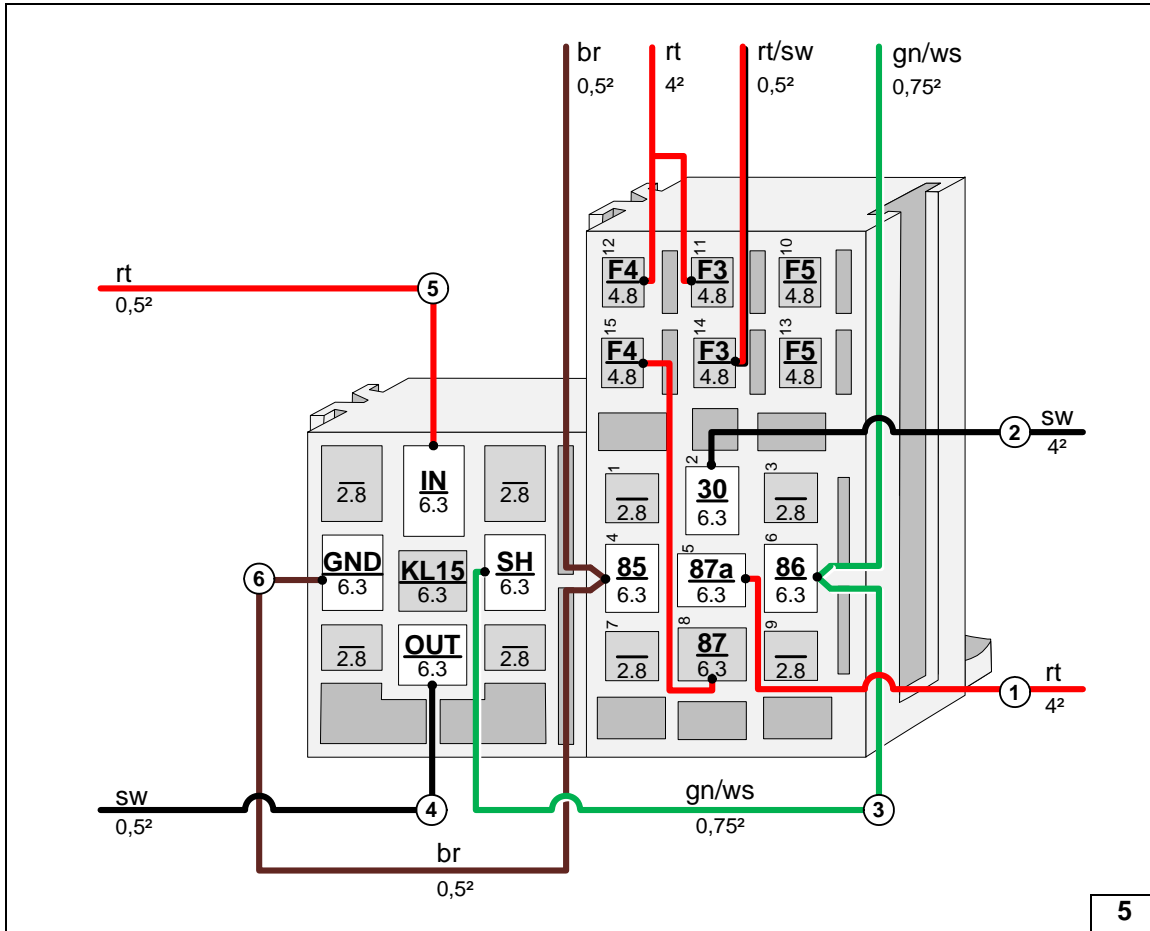 br
0,5²
rt
4²
rt/sw
0,5²
gn/ws
0,75²
12
F4
4.8
11
F3
4.8
10
F5
4.8
15
F4
4.8
14
F3
4.8
13
F5
4.8
rt
0,5²
5
2
sw
4²
2.8
IN
6.3
2.8
1
2.8
2
30
6.3
3
2.8
6
GND
6.3
KL15
6.3
SH
6.3
4
85
6.3
5
87a
6.3
6
86
6.3
2.8
OUT
6.3
2.8
7
2.8
8
87
6.3
9
2.8
1
rt
4²
sw
0,5²
4
gn/ws
0,75²
3
br
0,5²
5